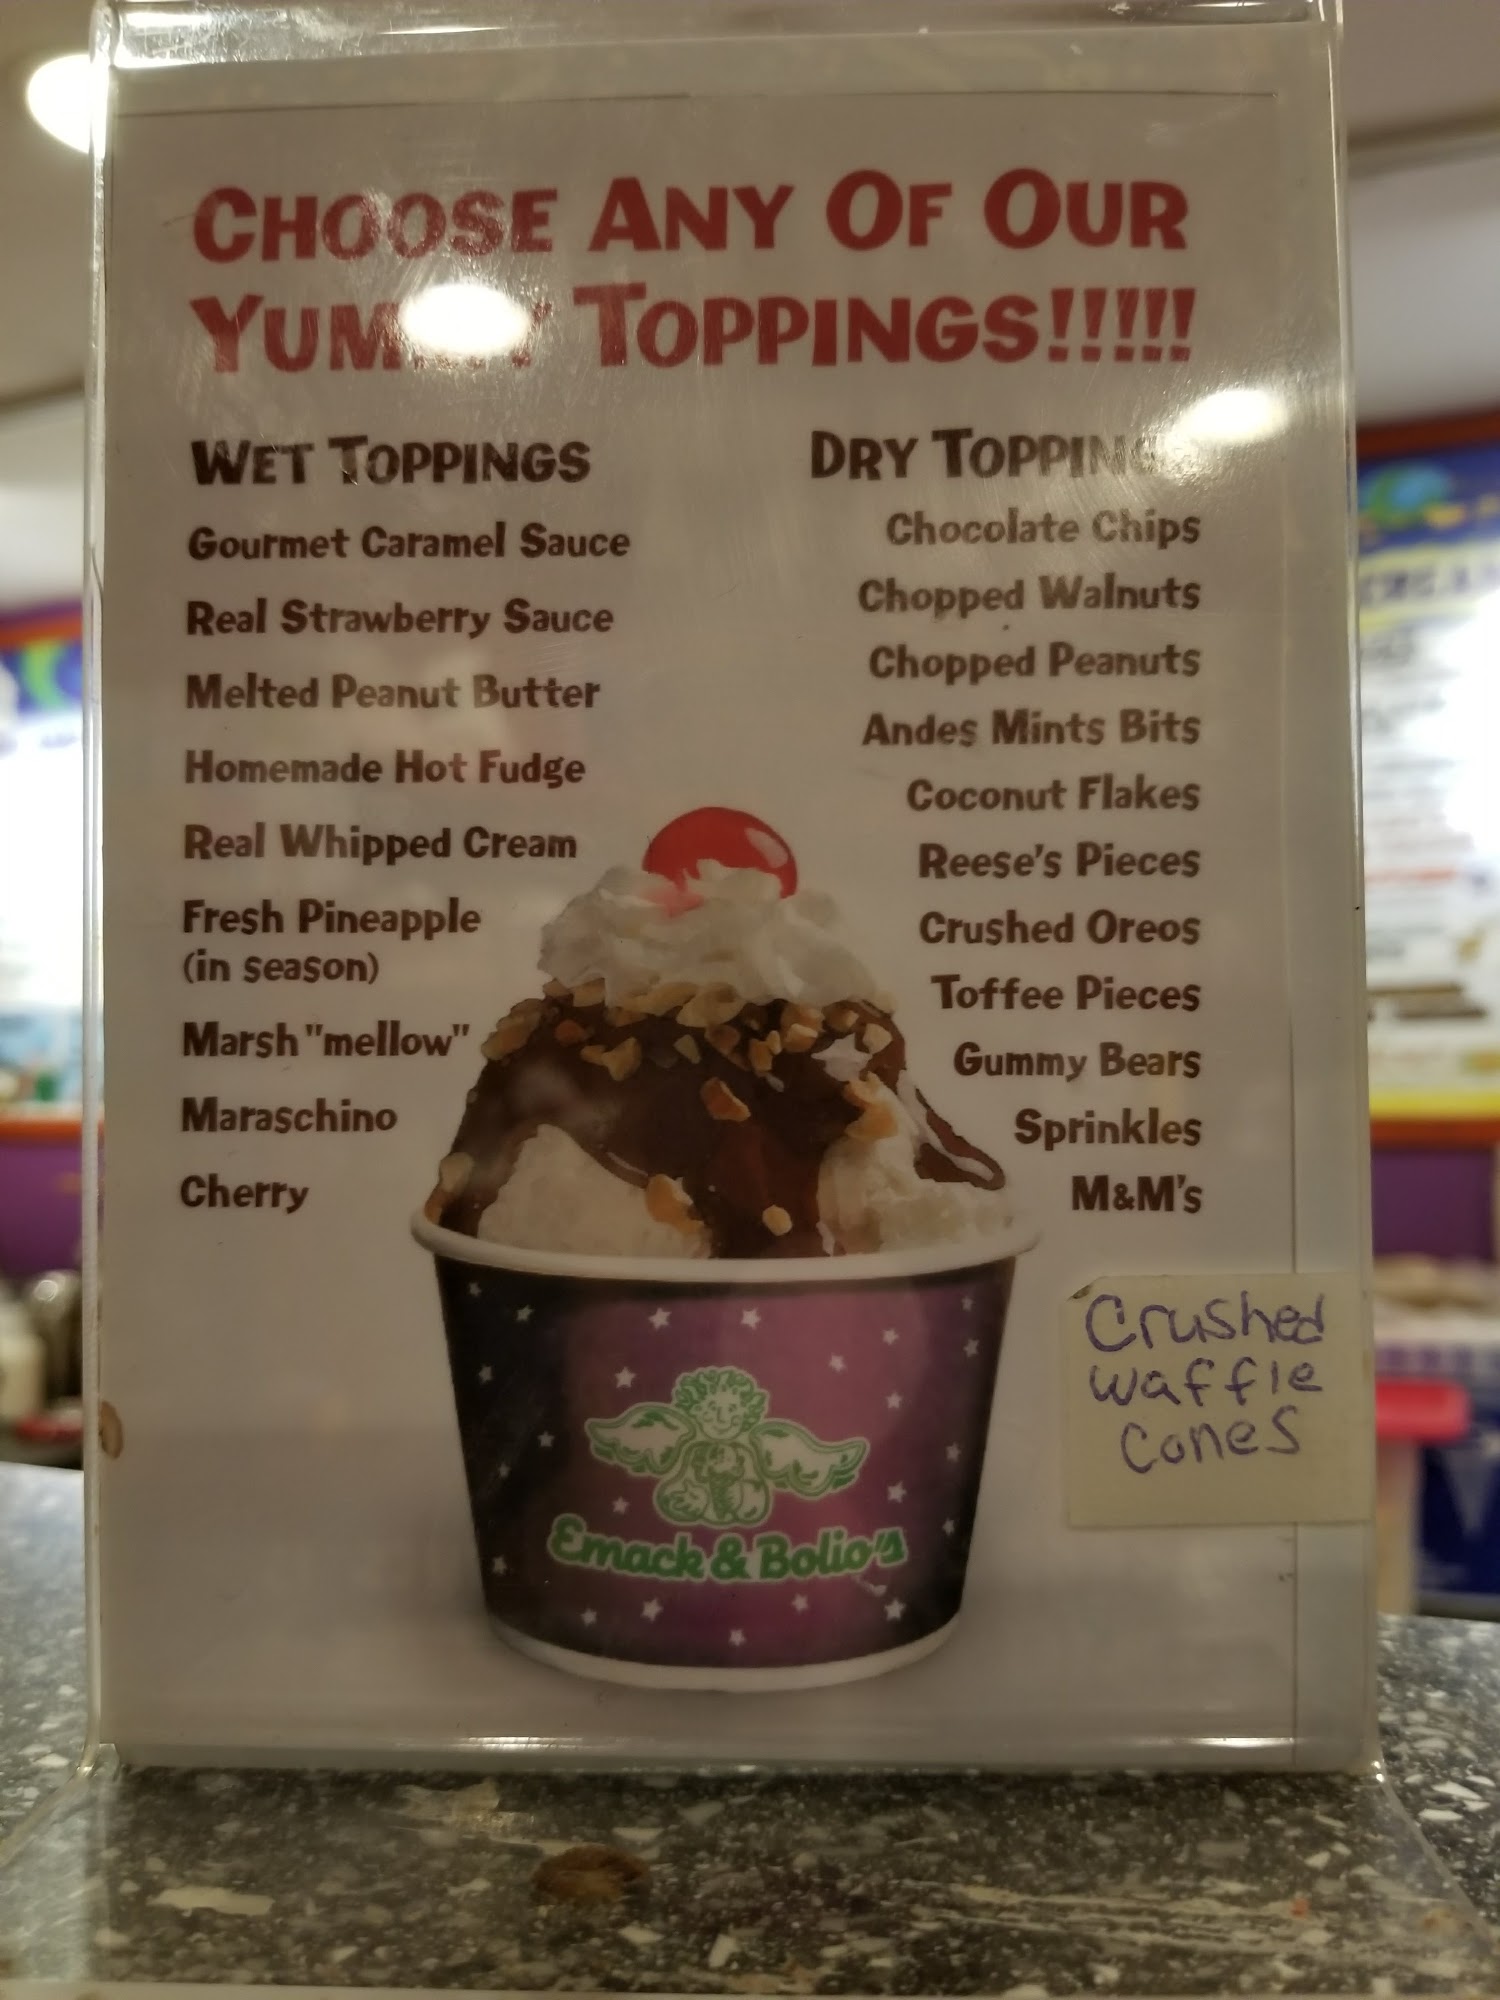 CHOOSE ANY OF OUR
YUMMY TOPPINGS!!!!!
WET TOPPINGS
Gourmet Caramel Sauce
Real Strawberry Sauce
Melted Peanut Butter
Homemade Hot Fudge
Real Whipped Cream
Fresh Pineapple
(in season)
Marsh "mellow"
Maraschino
Cherry
DRY TOPPINGS
Chocolate Chips
Chopped Walnuts
Chopped Peanuts
Andes Mints Bits
Coconut Flakes
Reese's Pieces
Crushed Oreos
Toffee Pieces
Gummy Bears
Sprinkles
M&M's
Crushed
waffle
cones
Emack & Bolio's